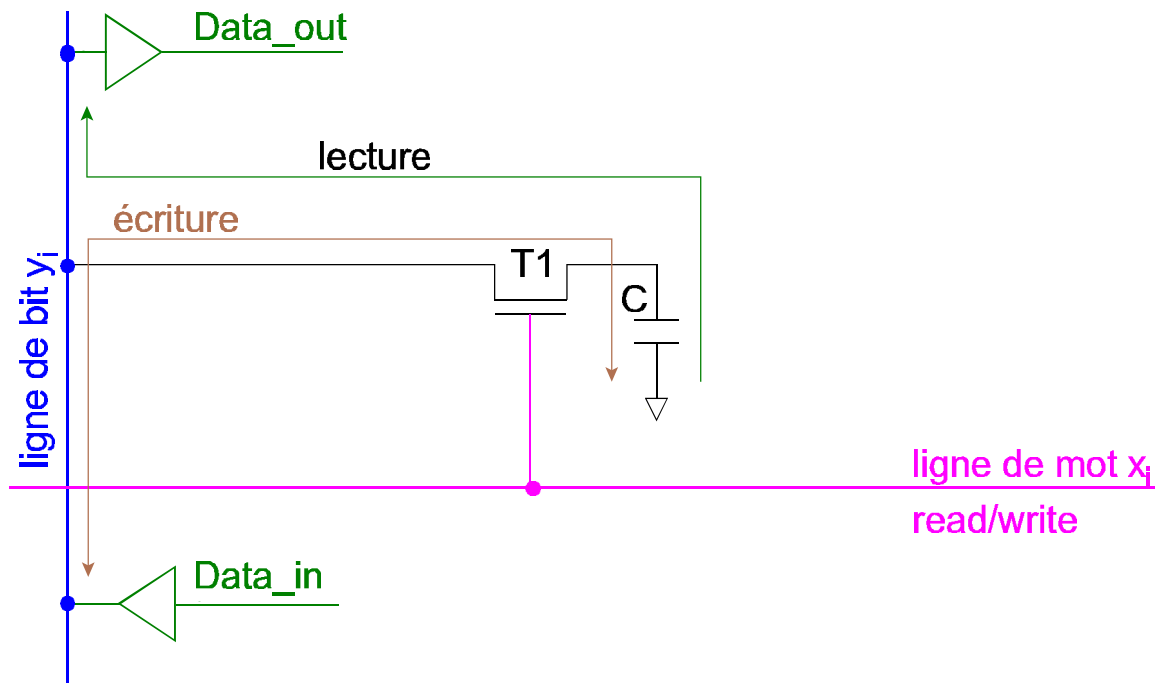 Data_out
lecture
écriture
T1
C
ligne de bit yi
ligne de mot xi
read/write
Data_in